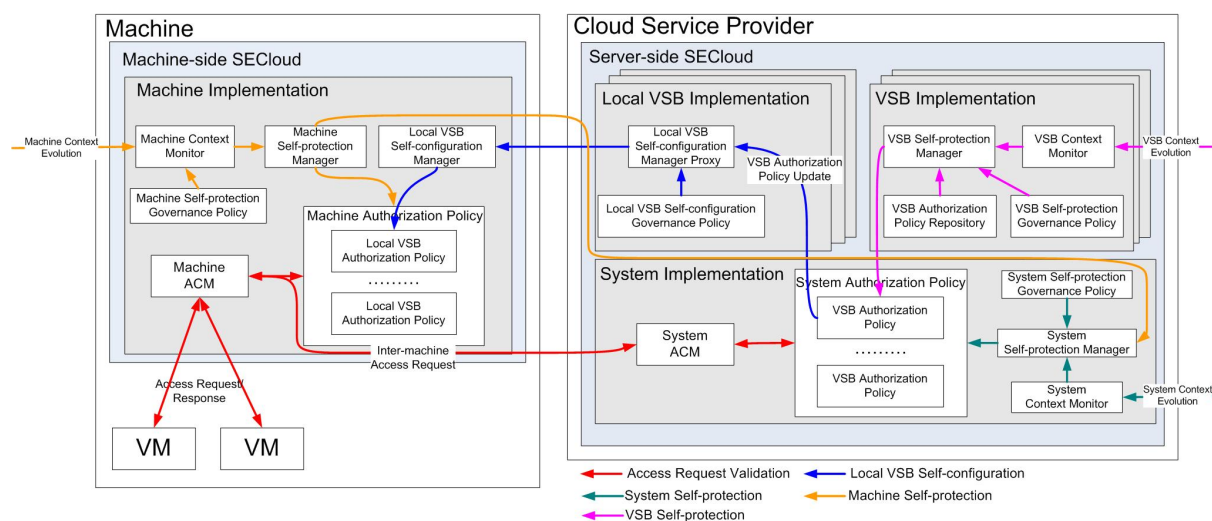 Machine
Machine-side SECloud
Machine Implementation
Machine Context
Evolution
Machine Context
Monitor
Machine
Self-protection
Manager
Local VSB
Self-configuration
Manager
Machine Self-protection
Governance Policy
Machine Authorization Policy
Local VSB
Authorization Policy
.........
Local VSB
Authorization Policy
Machine
ACM
Inter-machine
Access Request
Access Request/
Response
VM
VM
Cloud Service Provider
Server-side SECloud
Local VSB Implementation
Local VSB
Self-configuration
Manager Proxy
VSB Authorization
Policy Update
Local VSB Self-configuration
Governance Policy
VSB Implementation
VSB Self-protection
Manager
VSB Context
Monitor
VSB Context
Evolution
VSB Authorization
Policy Repository
VSB Self-protection
Governance Policy
System Implementation
System Authorization Policy
VSB Authorization
Policy
.........
VSB Authorization
Policy
System
ACM
System Self-protection
Governance Policy
System
Self-protection Manager
System
Context Monitor
System Context
Evolution
Access Request Validation
Local VSB Self-configuration
System Self-protection
Machine Self-protection
VSB Self-protection